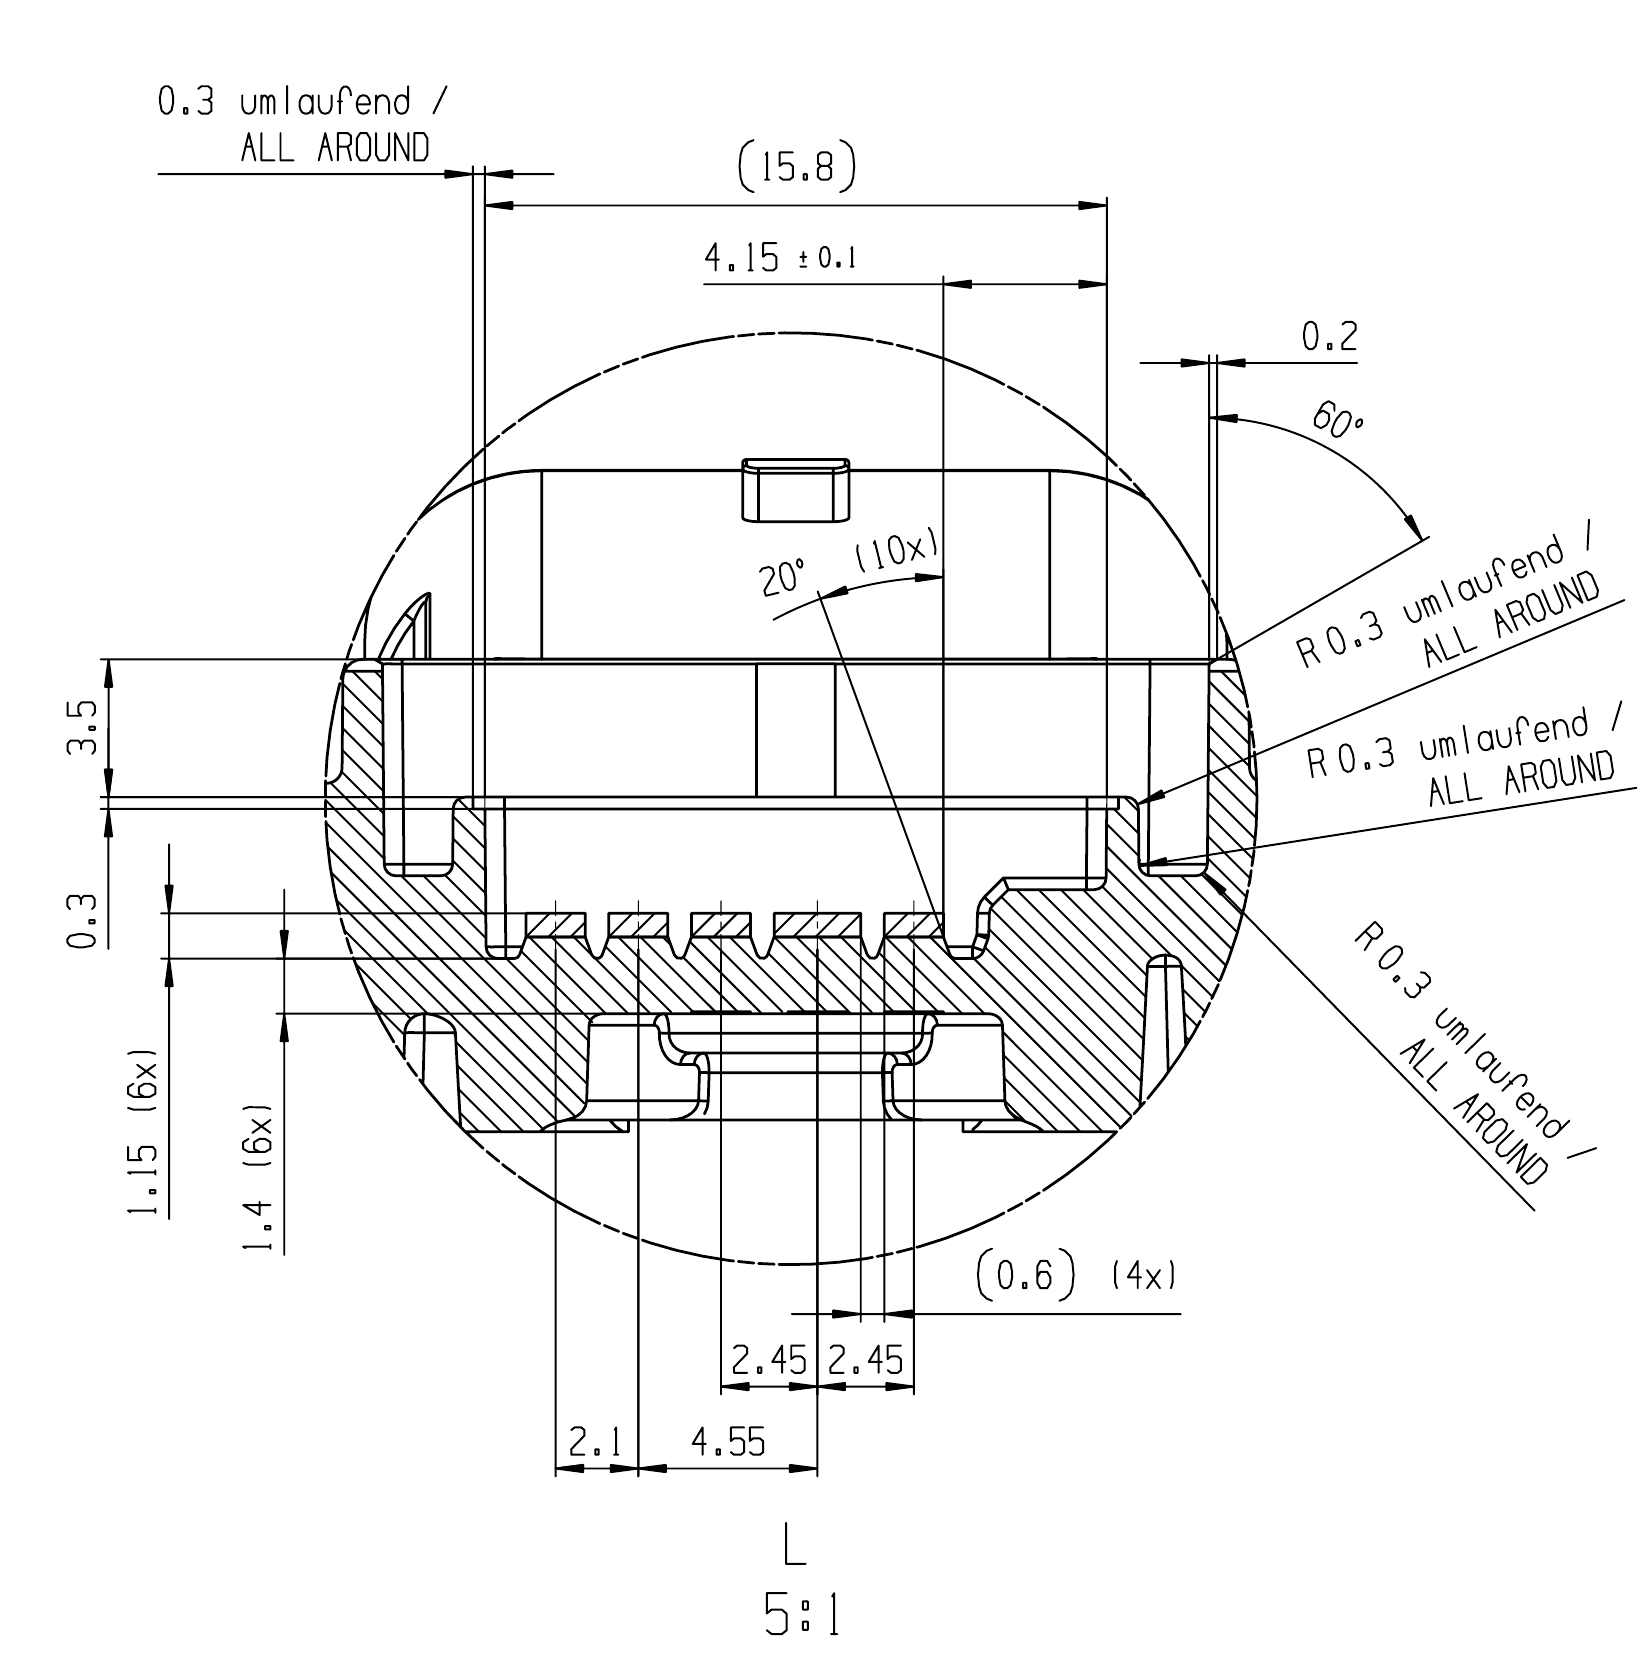 0.3 umlaufend /
ALL AROUND
(15.8)
4.15 ± 0.1
0.2
60°
20° (10x)
R 0.3 umlaufend /
ALL AROUND
R 0.3 umlaufend /
ALL AROUND
3.5
0.3
R 0.3 umlaufend /
ALL AROUND
1.15 (6x)
1.4 (6x)
(0.6) (4x)
2.45 2.45
2.1 4.55
L
5:1